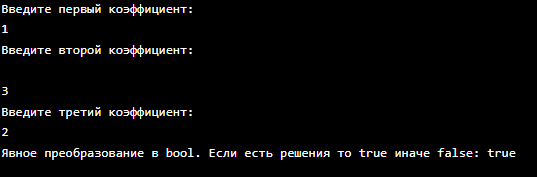 Введите первый коэффициент:
1
Введите второй коэффициент:
3
Введите третий коэффициент:
2
Явное преобразование в bool. Если есть решения то true иначе false: true